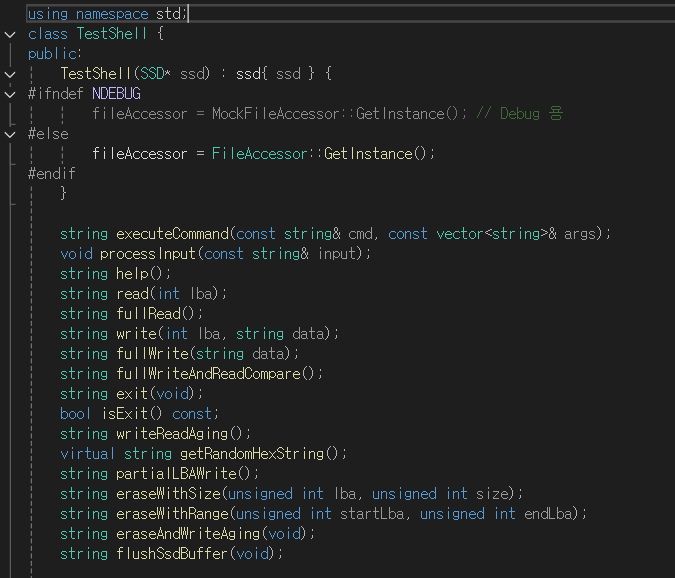 using namespace std;
class TestShell {
public:
TestShell(SSD* ssd) : ssd{ ssd } {
#ifndef NDEBUG
fileAccessor = MockFileAccessor::GetInstance(); // Debug 용
#else
fileAccessor = FileAccessor::GetInstance();
#endif
}
string executeCommand(const string& cmd, const vector<string>& args);
void processInput(const string& input);
string help();
string read(int lba);
string fullRead();
string write(int lba, string data);
string fullWrite(string data);
string fullWriteAndReadCompare();
string exit(void);
bool isExit() const;
string writeReadAging();
virtual string getRandomHexString();
string partialLBAWrite();
string eraseWithSize(unsigned int lba, unsigned int size);
string eraseWithRange(unsigned int startLba, unsigned int endLba);
string eraseAndWriteAging(void);
string flushSsdBuffer(void);